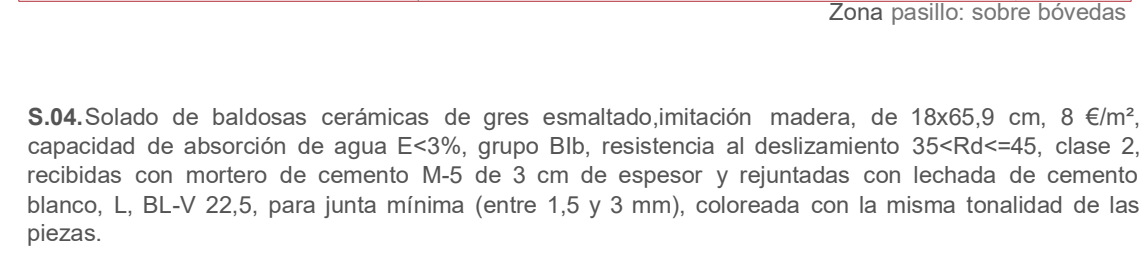 Zona pasillo: sobre bóvedas
S.04.Solado de baldosas cerámicas de gres esmaltado,imitación madera, de 18x65,9 cm, 8 €/m²,
capacidad de absorción de agua E<3%, grupo BIb, resistencia al deslizamiento 35<Rd<=45, clase 2,
recibidas con mortero de cemento M-5 de 3 cm de espesor y rejuntadas con lechada de cemento
blanco, L, BL-V 22,5, para junta mínima (entre 1,5 y 3 mm), coloreada con la misma tonalidad de las
piezas.